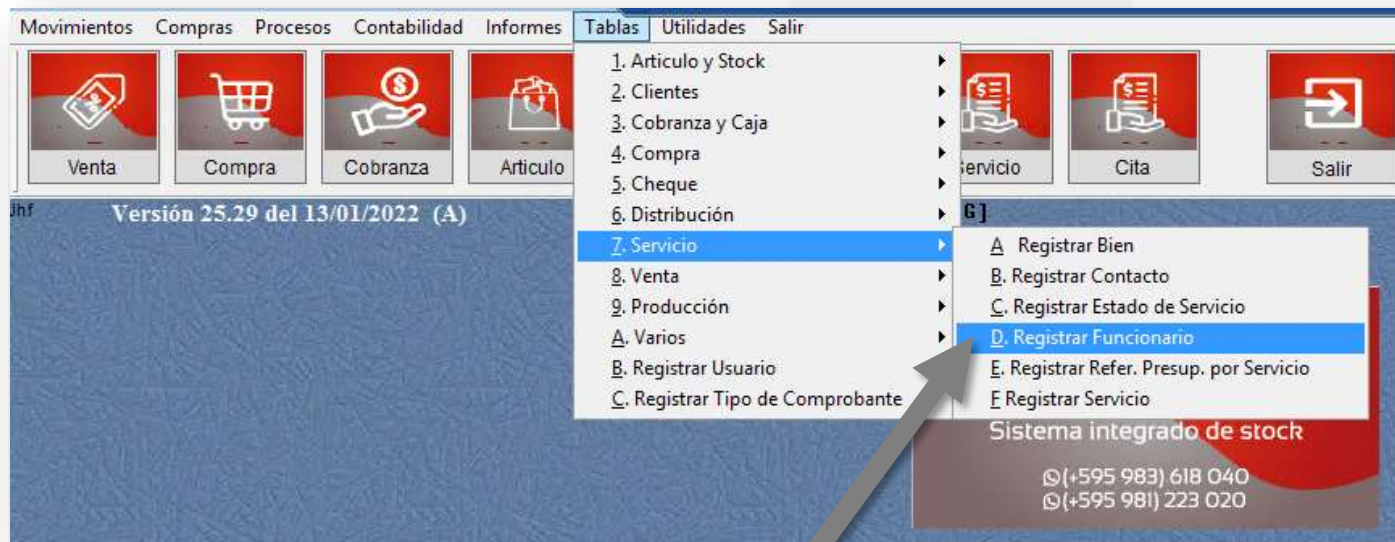 Movimientos Compras Procesos Contabilidad Informes Tablas Utilidades Salir
Venta Compra Cobranza Articulo Cita Salir
Versión 25.29 del 13/01/2022 (A)
G]
1. Articulo y Stock
2. Clientes
3. Cobranza y Caja
4. Compra
5. Cheque
6. Distribución
7. Servicio
8. Venta
9. Producción
A. Varios
B. Registrar Usuario
C. Registrar Tipo de Comprobante
A Registrar Bien
B. Registrar Contacto
C. Registrar Estado de Servicio
D. Registrar Funcionario
E. Registrar Refer. Presup. por Servicio
F Registrar Servicio
Sistema integrado de stock
(+595 983) 618 040
(+595 981) 223 020